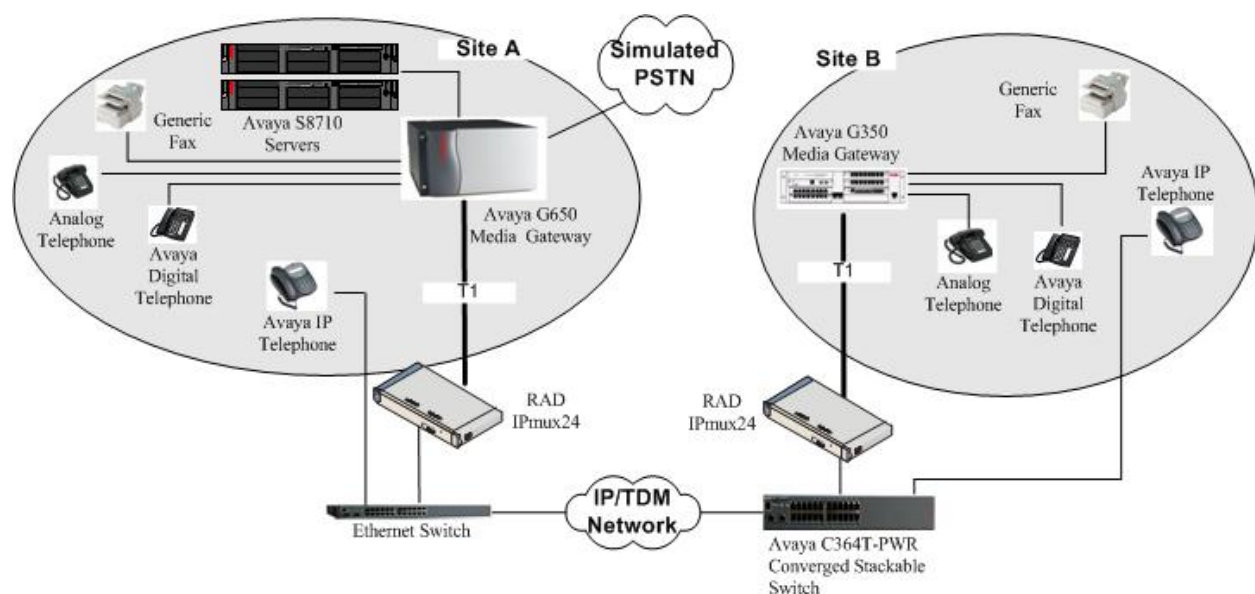 Site A
Simulated
PSTN
Site B
Generic
Fax
Avaya S8710
Servers
Generic
Fax
Avaya G350
Media Gateway
Avaya IP
Telephone
Analog
Telephone
Avaya
Digital
Telephone
Avaya G650
Media Gateway
Avaya IP
Telephone
T1
T1
Analog
Telephone
Avaya
Digital
Telephone
RAD
IPmux24
RAD
IPmux24
Ethernet Switch
IP/TDM
Network
Avaya C364T-PWR
Converged Stackable
Switch